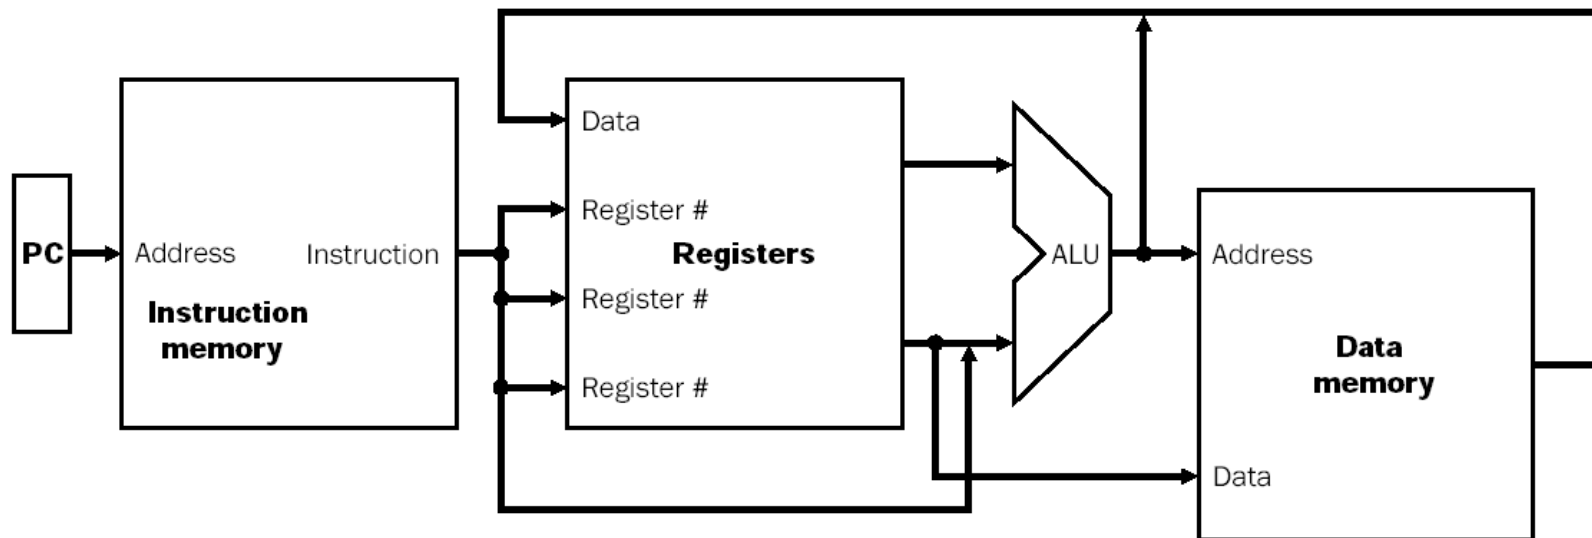 PC
Address
Instruction
Instruction
memory
Data
Register #
Registers
Register #
Register #
ALU
Address
Data
memory
Data